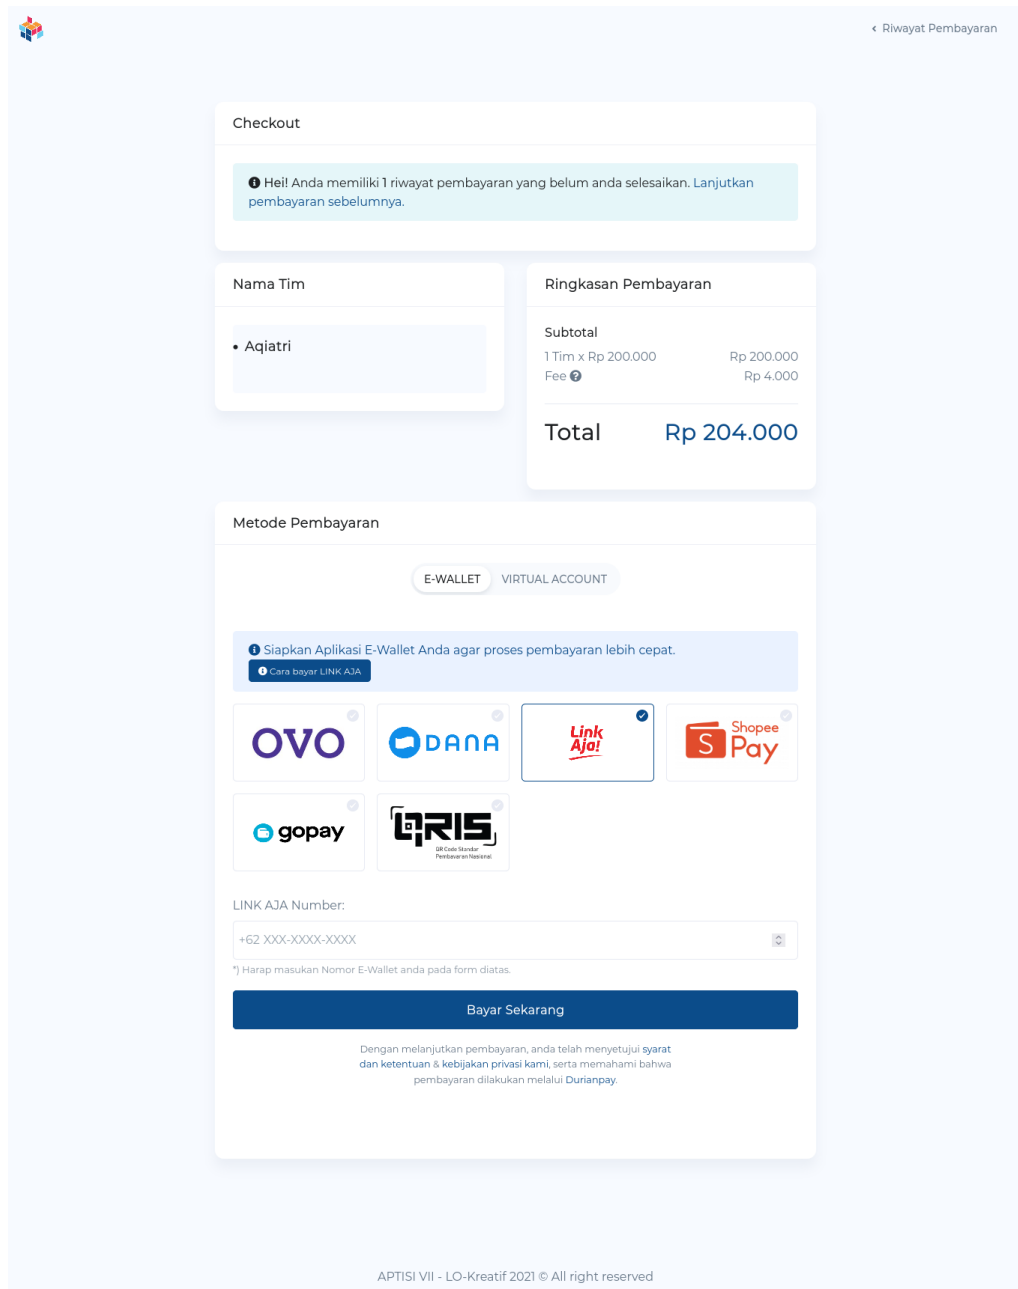 Riwayat Pembayaran
Checkout
Hei! Anda memiliki 1 riwayat pembayaran yang belum anda selesaikan. Lanjutkan
pembayaran sebelumnya.
Nama Tim
• Aqiatri
Ringkasan Pembayaran
Subtotal
1 Tim x Rp 200.000 Rp 200.000
Fee Rp 4.000
Total Rp 204.000
Metode Pembayaran
E-WALLET VIRTUAL ACCOUNT
Siapkan Aplikasi E-Wallet Anda agar proses pembayaran lebih cepat.
Cara bayar LINK AJA
OVO
DANA
Link
Aja!
Shopee
Pay
gopay
QRIS
QR Code Standar
Pembayaran Nasional
LINK AJA Number:
+62 XXX-XXXX-XXXX
*) Harap masukan Nomor E-Wallet anda pada form diatas.
Bayar Sekarang
Dengan melanjutkan pembayaran, anda telah menyetujui syarat
dan ketentuan & kebijakan privasi kami, serta memahami bahwa
pembayaran dilakukan melalui Durianpay.
APTISI VII - LO-Kreatif 2021 © All right reserved